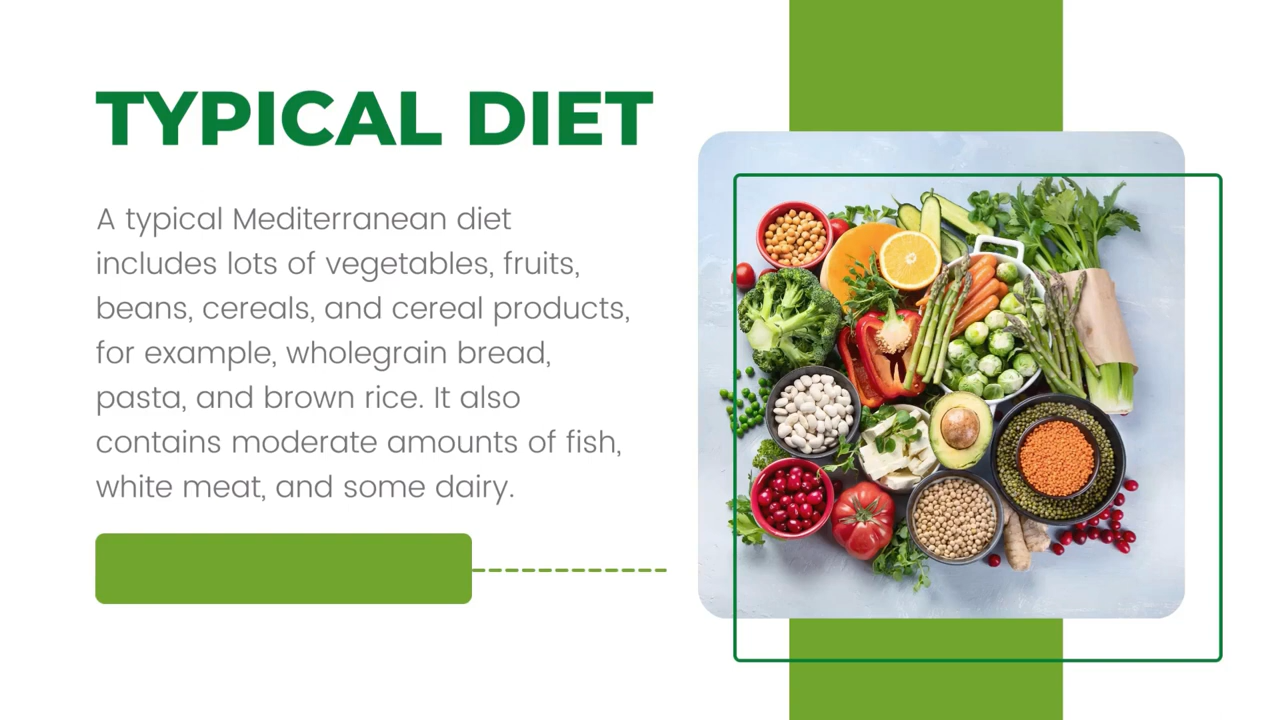 TYPICAL DIET
A typical Mediterranean diet
includes lots of vegetables, fruits,
beans, cereals, and cereal products,
for example, wholegrain bread,
pasta, and brown rice. It also
contains moderate amounts of fish,
white meat, and some dairy.